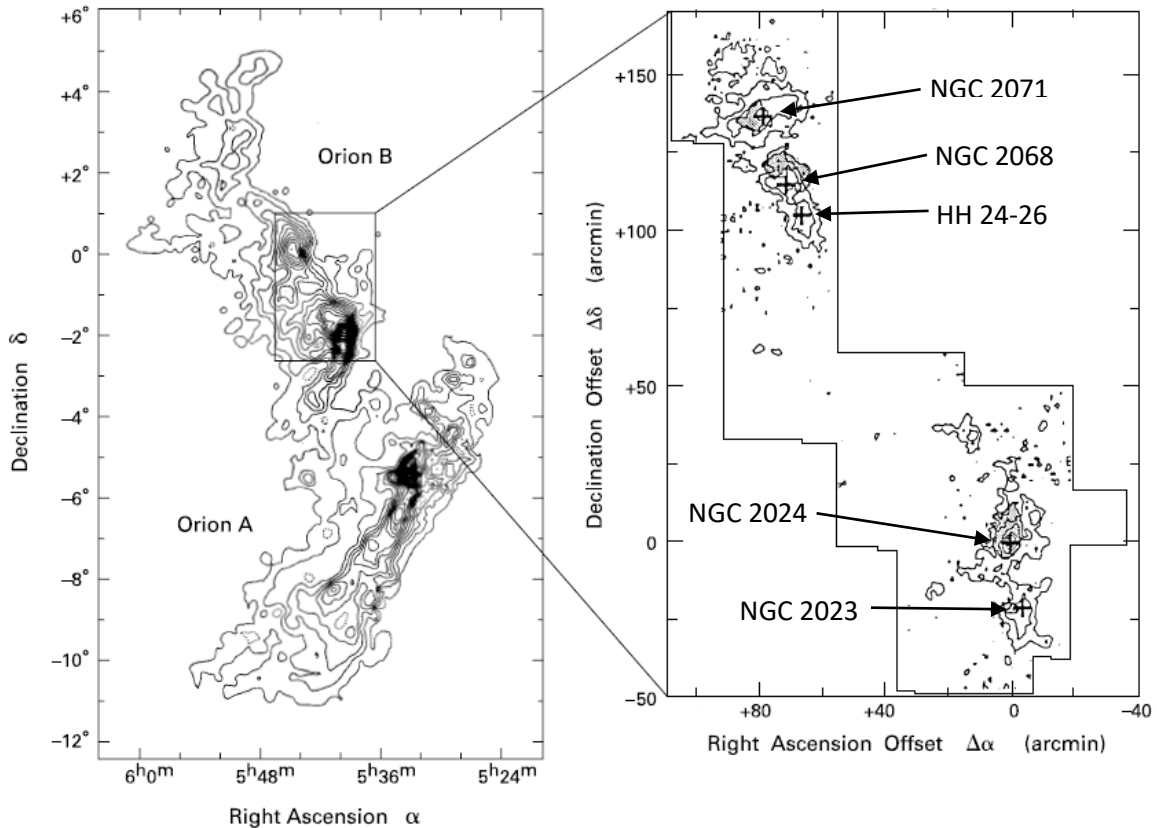 +6°
+4°
+2°
0°
−2°
−4°
−6°
−8°
−10°
−12°
Declination δ
Orion B
Orion A
6ʰ0ᵐ
5ʰ48ᵐ
5ʰ36ᵐ
5ʰ24ᵐ
Right Ascension α
+150
+100
+50
0
−50
Declination Offset Δδ (arcmin)
NGC 2071
NGC 2068
HH 24-26
NGC 2024
NGC 2023
+80
+40
0
−40
Right Ascension Offset Δα (arcmin)